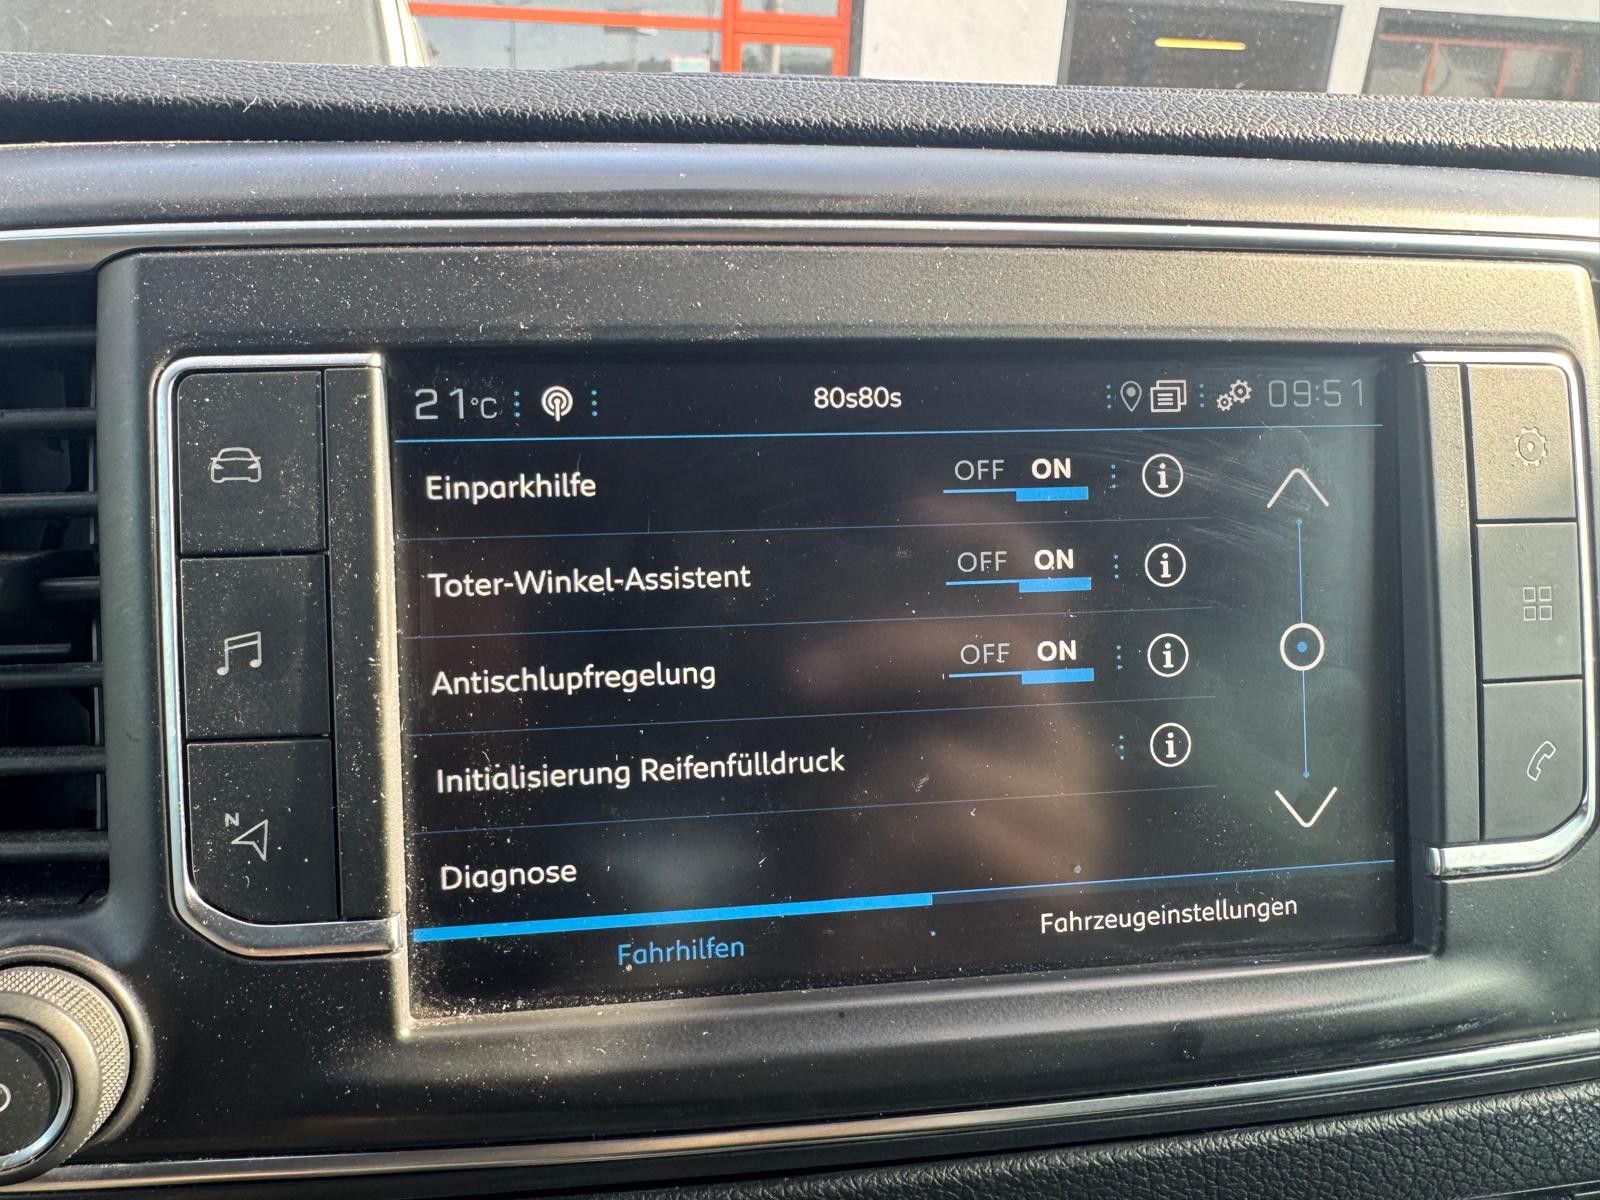 21°C 80s80s 09:51
Einparkhilfe OFF ON
Toter-Winkel-Assistent OFF ON
Antischlupfregelung OFF ON
Initialisierung Reifenfülldruck
Diagnose
Fahrhilfen Fahrzeugeinstellungen
N